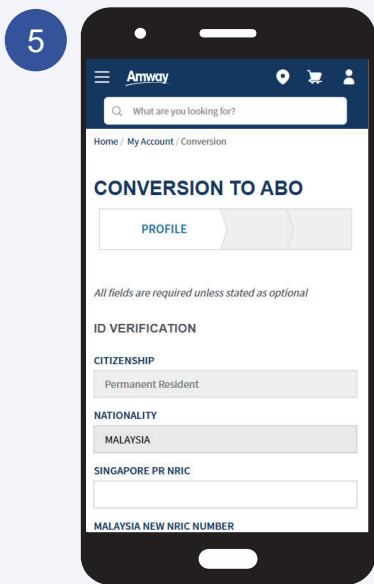 5
Amway
What are you looking for?
Home / My Account / Conversion
CONVERSION TO ABO
PROFILE
All fields are required unless stated as optional
ID VERIFICATION
CITIZENSHIP
Permanent Resident
NATIONALITY
MALAYSIA
SINGAPORE PR NRIC
MALAYSIA NEW NRIC NUMBER